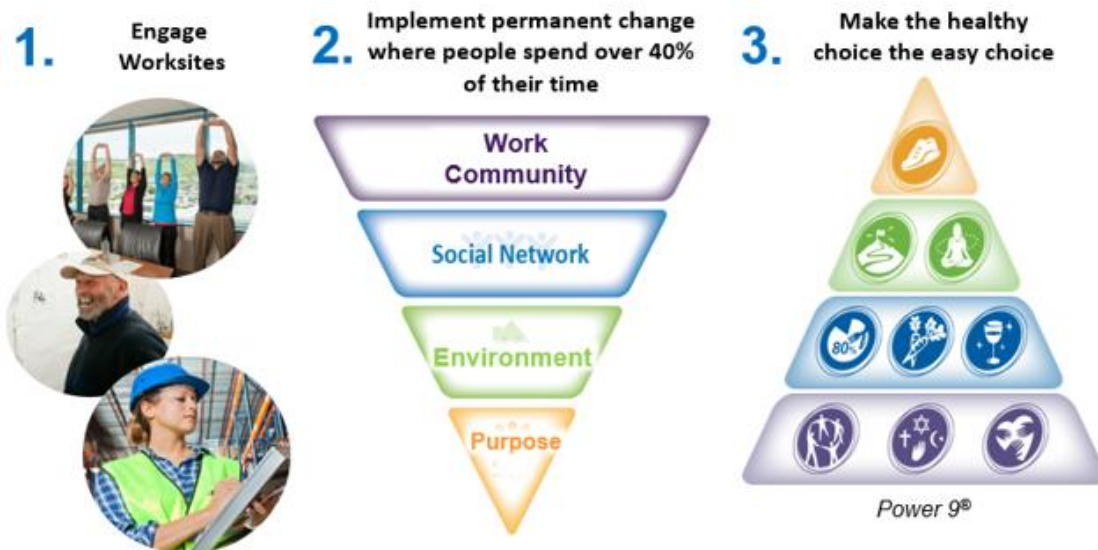 1.
Engage
Worksites
2.
Implement permanent change
where people spend over 40%
of their time
Work
Community
Social Network
Environment
Purpose
3.
Make the healthy
choice the easy choice
80%
Power 9®